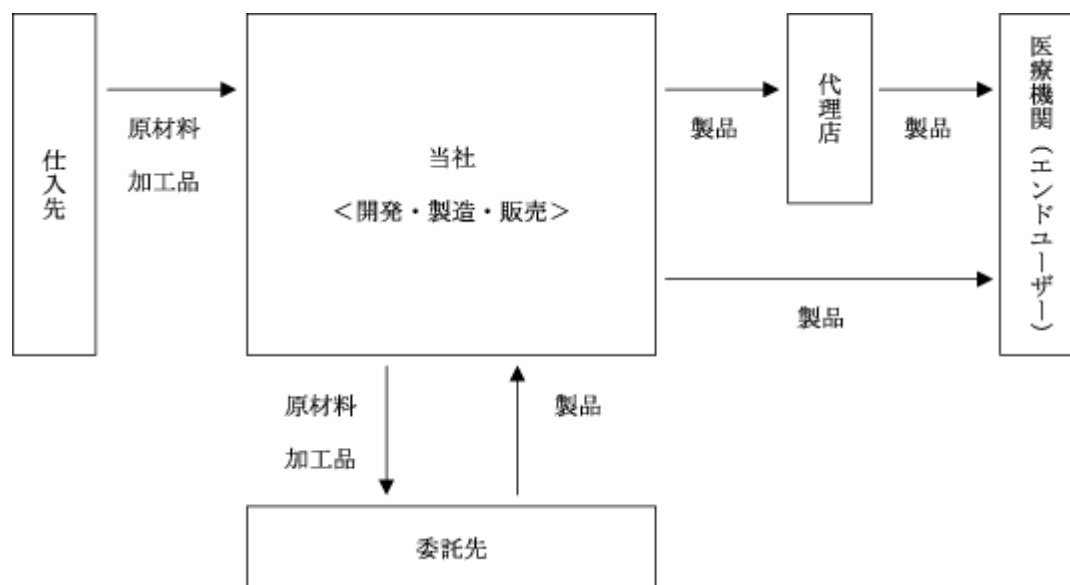 仕入先
原材料
加工品
当社
＜開発・製造・販売＞
製品
代理店
製品
医療機関（エンドユーザー）
製品
原材料
加工品
製品
委託先